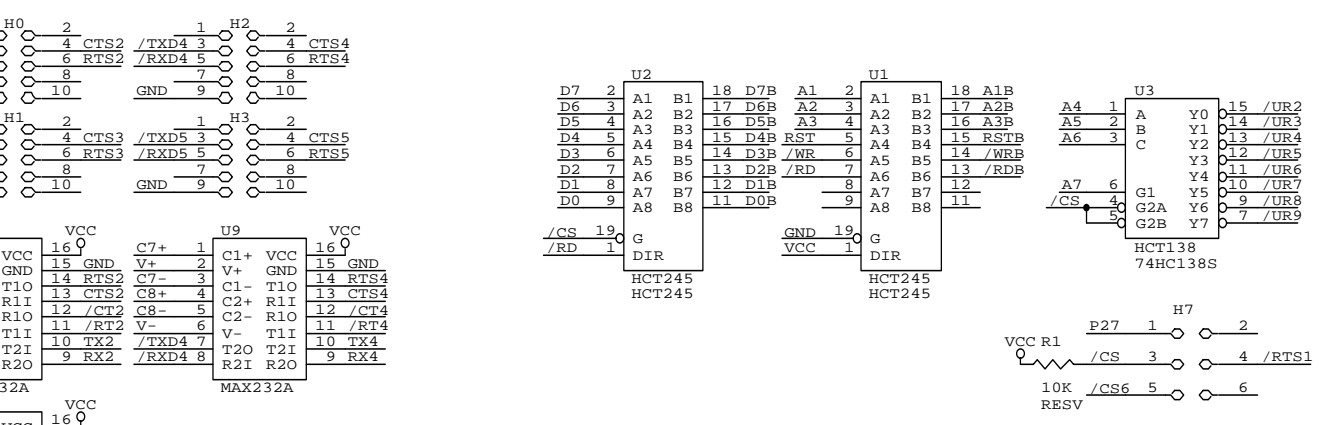 H0 2 1 H2 2
4 CTS2 /TXD4 3 4 CTS4
6 RTS2 /RXD4 5 6 RTS4
8 7 8
10 GND 9 10
H1 2 1 H3 2
4 CTS3 /TXD5 3 4 CTS5
6 RTS3 /RXD5 5 6 RTS5
8 7 8
10 GND 9 10
VCC
VCC 16
GND 15 GND
T1O 14 RTS2
R1I 13 CTS2
R1O 12 /CT2
T1I 11 /RT2
T2I 10 TX2
R2O 9 RX2
32A
VCC
16
U9 VCC
C7+ 1 C1+ VCC 16
V+ 2 V+ GND 15 GND
C7- 3 C1- T1O 14 RTS4
C8+ 4 C2+ R1I 13 CTS4
C8- 5 C2- R1O 12 /CT4
V- 6 V- T1I 11 /RT4
/TXD4 7 T2O T2I 10 TX4
/RXD4 8 R2I R2O 9 RX4
MAX232A
U2
D7 2 A1 B1 18 D7B
D6 3 A2 B2 17 D6B
D5 4 A3 B3 16 D5B
D4 5 A4 B4 15 D4B
D3 6 A5 B5 14 D3B
D2 7 A6 B6 13 D2B
D1 8 A7 B7 12 D1B
D0 9 A8 B8 11 D0B
/CS 19 G
/RD 1 DIR
HCT245
HCT245
U1
A1 2 A1 B1 18 A1B
A2 3 A2 B2 17 A2B
A3 4 A3 B3 16 A3B
RST 5 A4 B4 15 RSTB
/WR 6 A5 B5 14 /WRB
/RD 7 A6 B6 13 /RDB
8 A7 B7 12
9 A8 B8 11
GND 19 G
VCC 1 DIR
HCT245
HCT245
U3
A4 1 A Y0 15 /UR2
A5 2 B Y1 14 /UR3
A6 3 C Y2 13 /UR4
Y3 12 /UR5
Y4 11 /UR6
A7 6 G1 Y5 10 /UR7
/CS 4 G2A Y6 9 /UR8
5 G2B Y7 7 /UR9
HCT138
74HC138S
H7
P27 1 2
VCC R1 /CS 3 4 /RTS1
10K /CS6 5 6
RESV